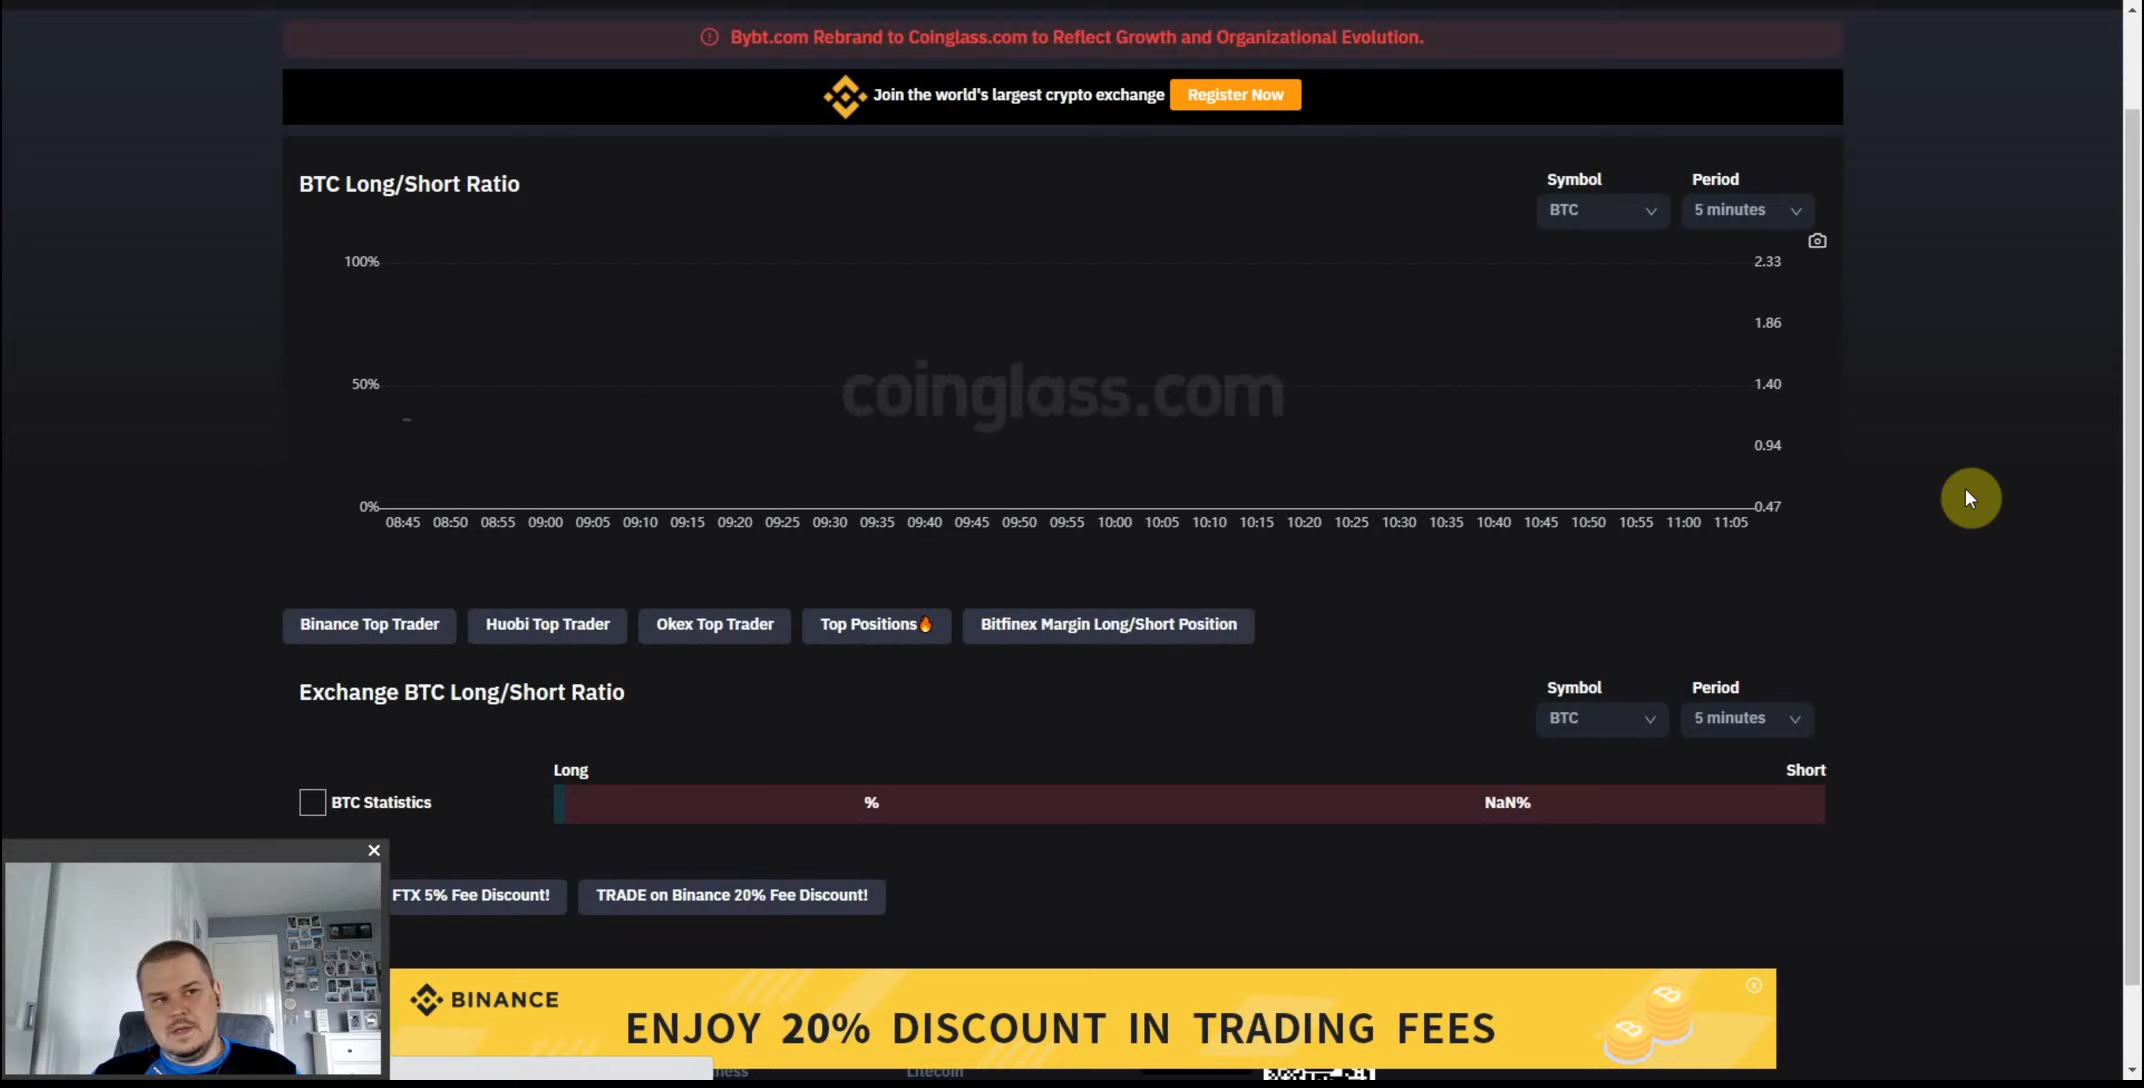 Bybt.com Rebrand to Coinglass.com to Reflect Growth and Organizational Evolution.
Join the world's largest crypto exchange Register Now
BTC Long/Short Ratio
Symbol Period
BTC 5 minutes
100% 2.33
1.86
50% 1.40
coinglass.com
0.94
0% 0.47
08:45 08:50 08:55 09:00 09:05 09:10 09:15 09:20 09:25 09:30 09:35 09:40 09:45 09:50 09:55 10:00 10:05 10:10 10:15 10:20 10:25 10:30 10:35 10:40 10:45 10:50 10:55 11:00 11:05
Binance Top Trader Huobi Top Trader Okex Top Trader Top Positions🔥 Bitfinex Margin Long/Short Position
Exchange BTC Long/Short Ratio
Symbol Period
BTC 5 minutes
Long Short
BTC Statistics % NaN%
FTX 5% Fee Discount! TRADE on Binance 20% Fee Discount!
BINANCE
ENJOY 20% DISCOUNT IN TRADING FEES
Litecoin